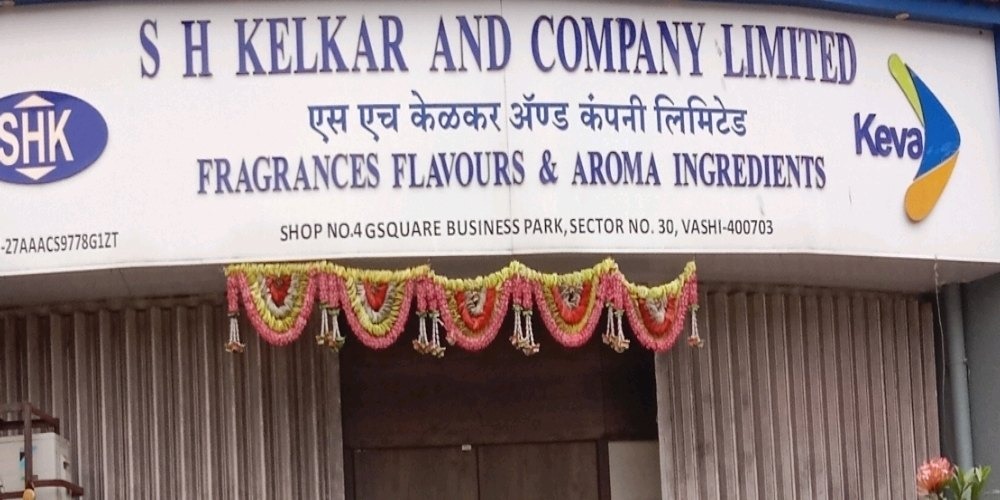 S H KELKAR AND COMPANY LIMITED
SHK
एस एच केळकर ॲण्ड कंपनी लिमिटेड
Keva
FRAGRANCES FLAVOURS & AROMA INGREDIENTS
SHOP NO.4 GSQUARE BUSINESS PARK, SECTOR NO. 30, VASHI-400703
-27AAACS9778G1ZT